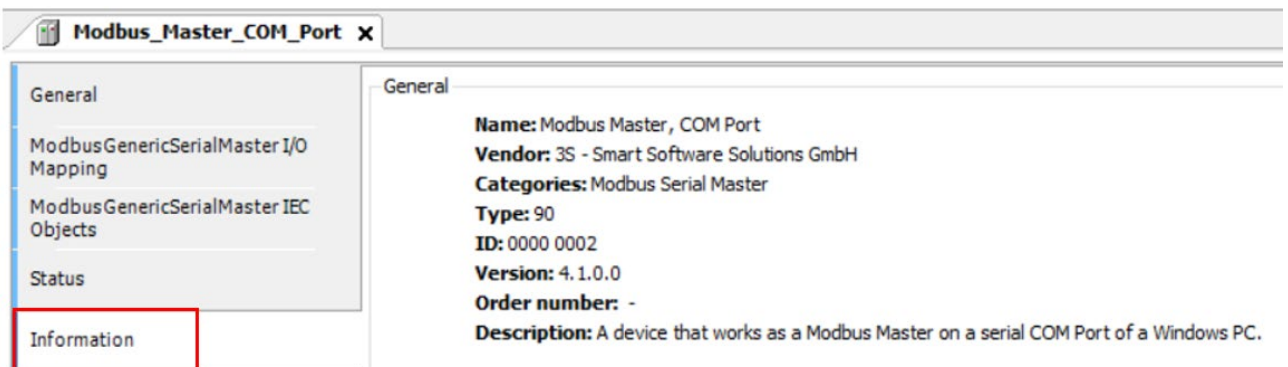 Modbus_Master_COM_Port X
General
ModbusGenericSerialMaster I/O
Mapping
ModbusGenericSerialMaster IEC
Objects
Status
Information
General
Name: Modbus Master, COM Port
Vendor: 3S - Smart Software Solutions GmbH
Categories: Modbus Serial Master
Type: 90
ID: 0000 0002
Version: 4.1.0.0
Order number: -
Description: A device that works as a Modbus Master on a serial COM Port of a Windows PC.